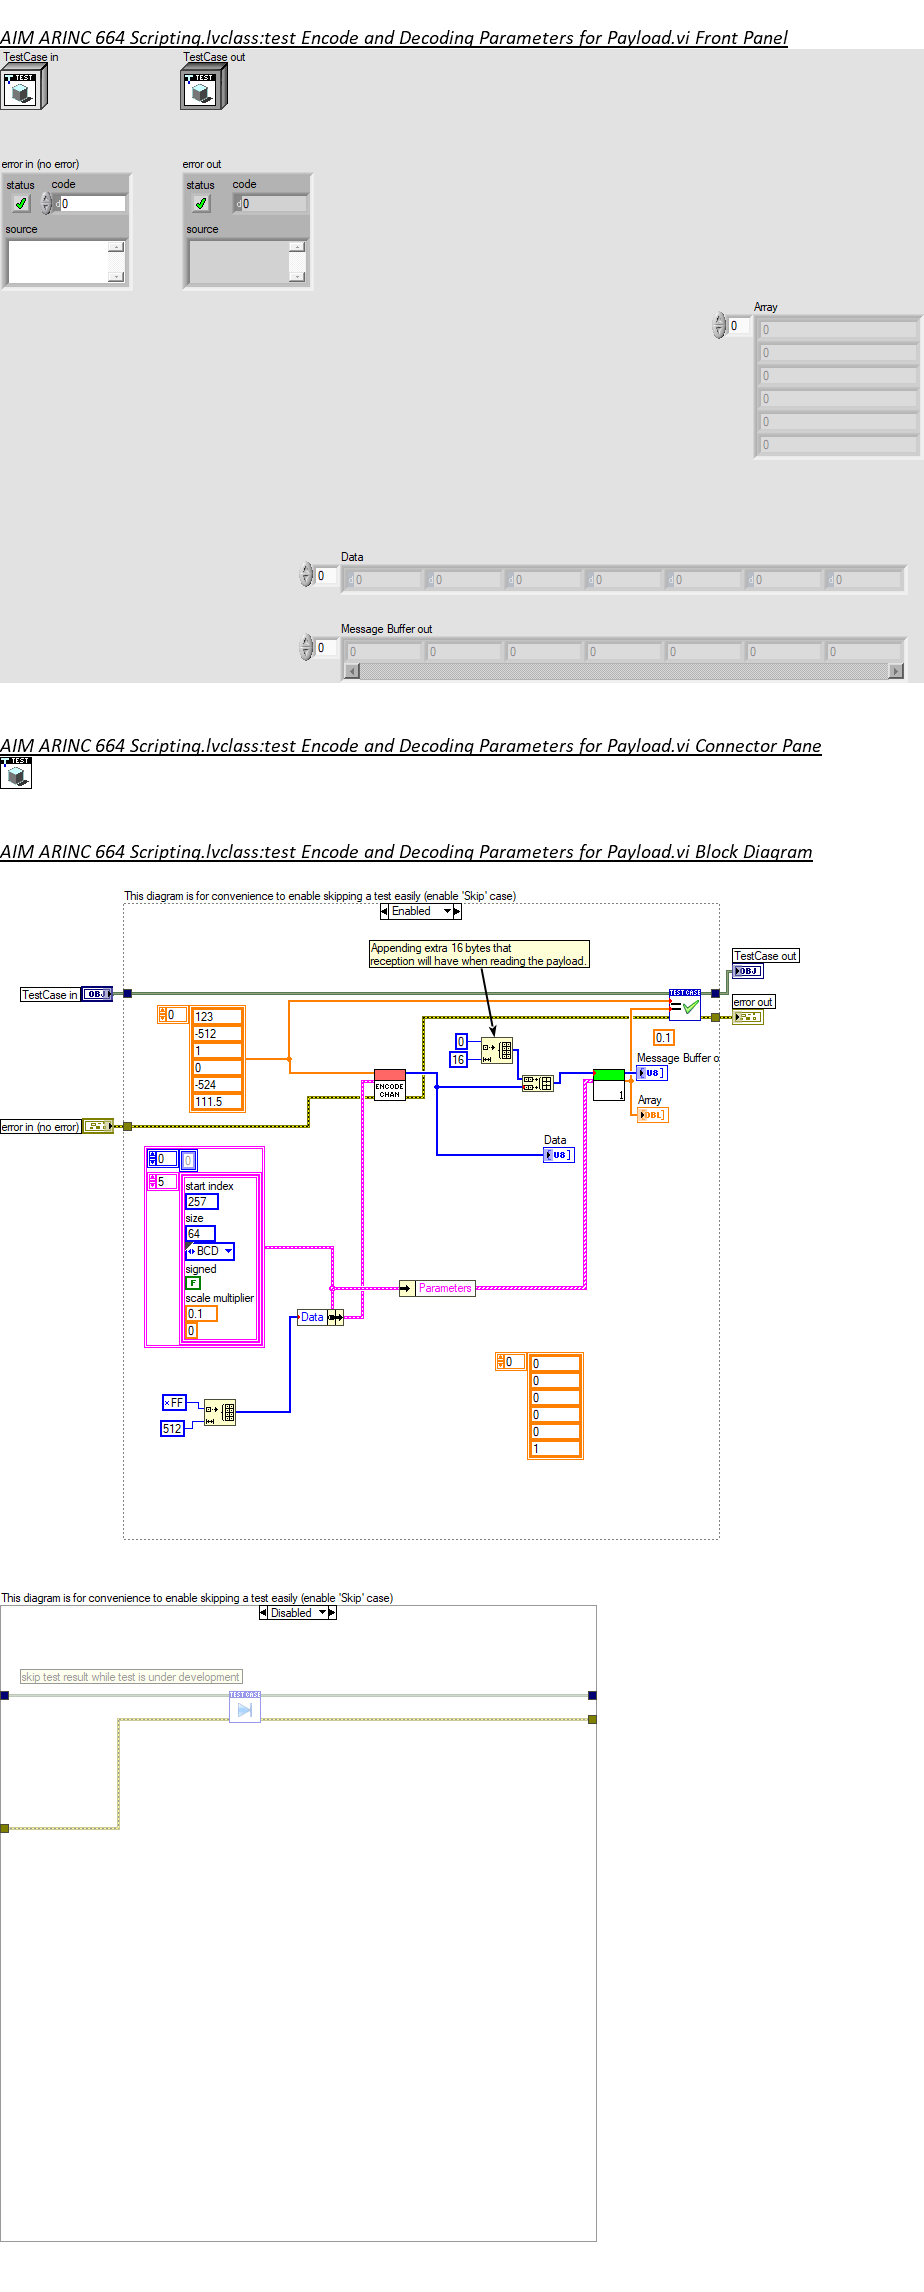 AIM ARINC 664 Scripting.lvclass:test Encode and Decoding Parameters for Payload.vi Front Panel
TestCase in
TestCase out
TEST
TEST
error in (no error)
error out
status
code
status
code
d 0
d 0
source
source
Array
0
0
0
0
0
0
0
Data
0
d 0
d 0
d 0
d 0
d 0
d 0
d 0
Message Buffer out
0
0
0
0
0
0
0
0
AIM ARINC 664 Scripting.lvclass:test Encode and Decoding Parameters for Payload.vi Connector Pane
TEST
AIM ARINC 664 Scripting.lvclass:test Encode and Decoding Parameters for Payload.vi Block Diagram
This diagram is for convenience to enable skipping a test easily (enable 'Skip' case)
Enabled
Appending extra 16 bytes that
reception will have when reading the payload.
TestCase out
OBJ
TestCase in
OBJ
TEST CASE
error out
0
123
-512
1
0
-524
111.5
0
16
0.1
Message Buffer o
U8
ENCODE
CHAN
1
Array
DBL
error in (no error)
Data
U8
0
0
5
start index
257
size
64
BCD
signed
F
scale multiplier
0.1
0
Parameters
Data
0
0
0
0
0
0
1
xFF
512
This diagram is for convenience to enable skipping a test easily (enable 'Skip' case)
Disabled
skip test result while test is under development
TEST CASE